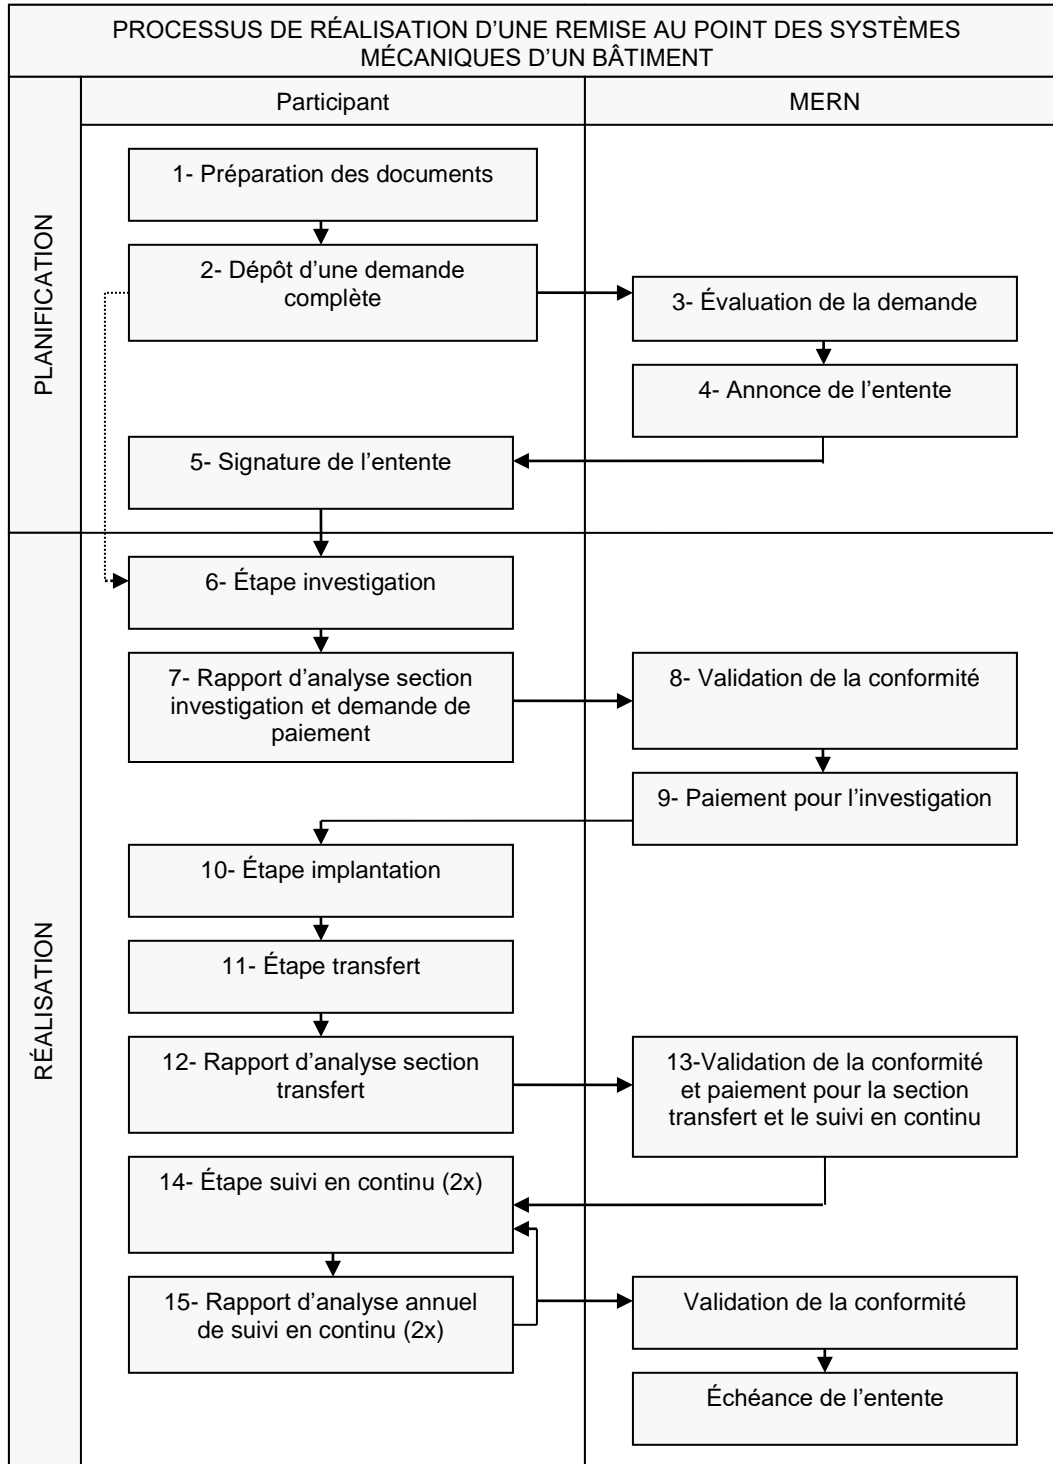 PROCESSUS DE RÉALISATION D’UNE REMISE AU POINT DES SYSTÈMES
MÉCANIQUES D’UN BÂTIMENT
Participant
MERN
PLANIFICATION
1- Préparation des documents
2- Dépôt d’une demande
complète
3- Évaluation de la demande
4- Annonce de l’entente
5- Signature de l’entente
RÉALISATION
6- Étape investigation
7- Rapport d’analyse section
investigation et demande de
paiement
8- Validation de la conformité
9- Paiement pour l’investigation
10- Étape implantation
11- Étape transfert
12- Rapport d’analyse section
transfert
13-Validation de la conformité
et paiement pour la section
transfert et le suivi en continu
14- Étape suivi en continu (2x)
15- Rapport d’analyse annuel
de suivi en continu (2x)
Validation de la conformité
Échéance de l’entente